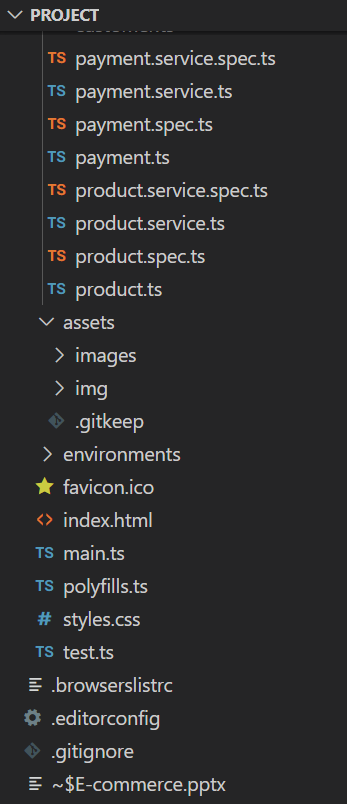 PROJECT
TS payment.service.spec.ts
TS payment.service.ts
TS payment.spec.ts
TS payment.ts
TS product.service.spec.ts
TS product.service.ts
TS product.spec.ts
TS product.ts
assets
images
img
.gitkeep
environments
favicon.ico
<> index.html
TS main.ts
TS polyfills.ts
# styles.css
TS test.ts
.browserslistrc
.editorconfig
.gitignore
~$E-commerce.pptx